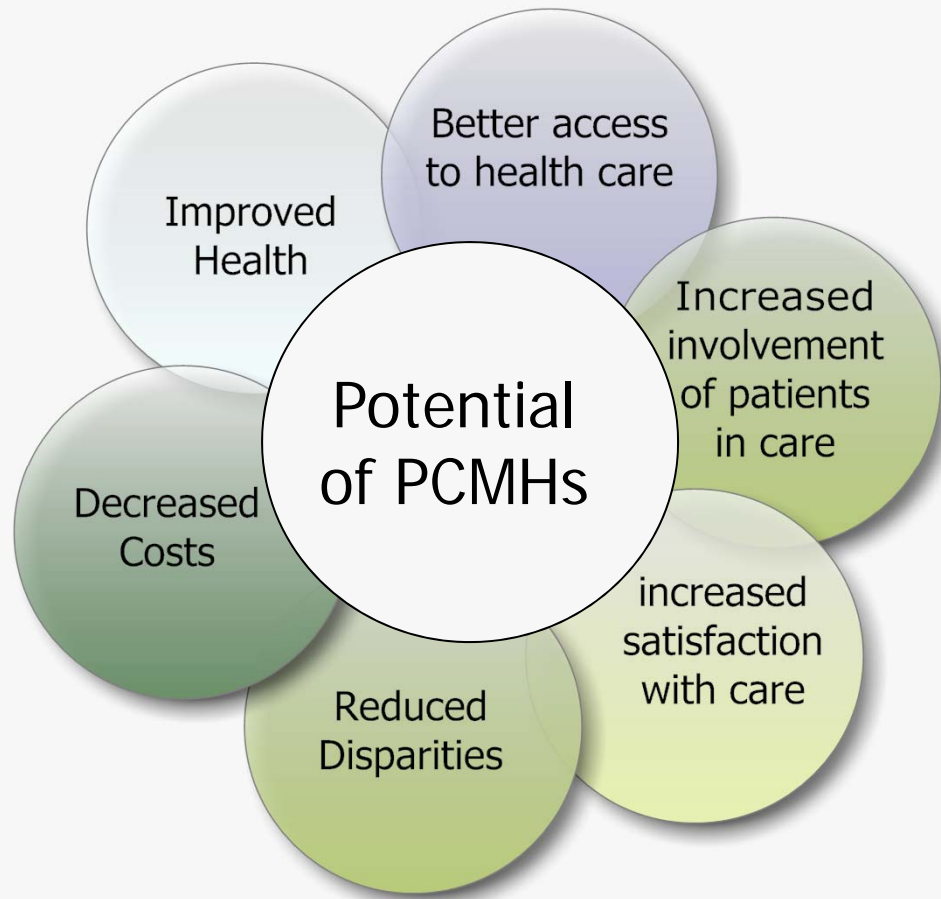 Better access
to health care
Improved
Health
Increased
involvement
of patients
in care
Potential
of PCMHs
Decreased
Costs
increased
satisfaction
with care
Reduced
Disparities